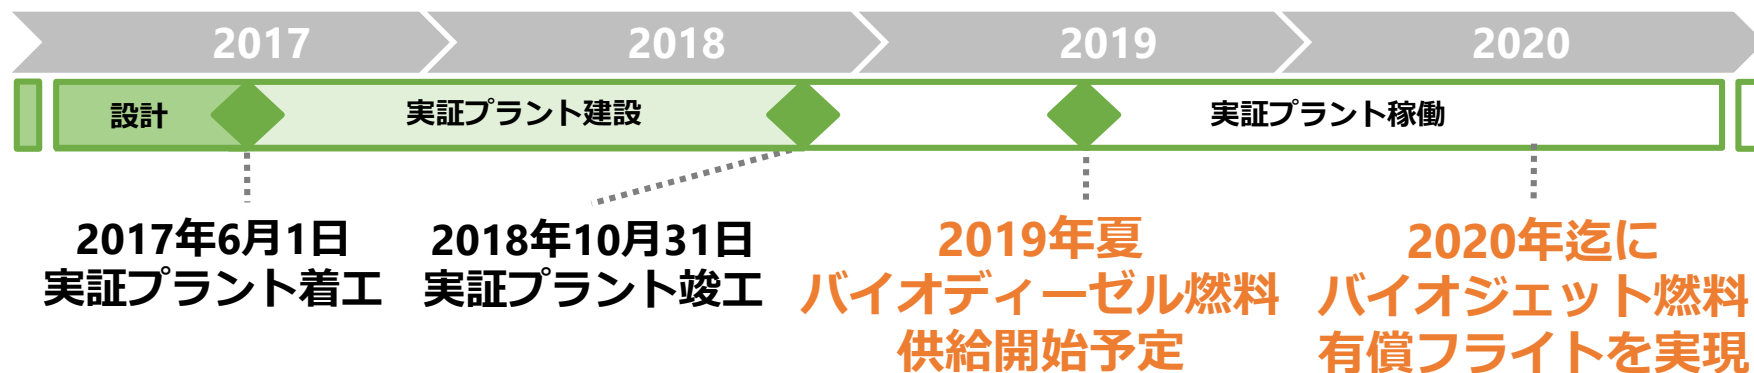 2017
2018
2019
2020
設計
実証プラント建設
実証プラント稼働
2017年6月1日
実証プラント着工
2018年10月31日
実証プラント竣工
2019年夏
バイオディーゼル燃料
供給開始予定
2020年迄に
バイオジェット燃料
有償フライトを実現